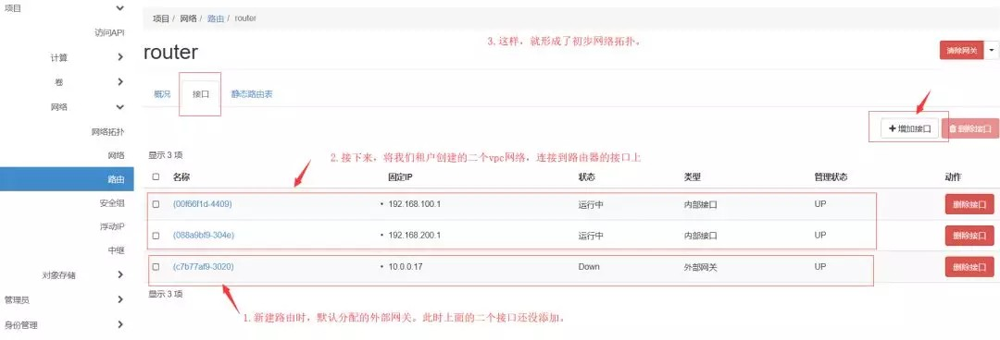 项目
访问API
计算
卷
网络
网络拓扑
网络
路由
安全组
浮动IP
中继
对象存储
管理员
身份管理
项目 / 网络 / 路由 / router
3.这样，就形成了初步网络拓扑。
router
清除网关
概况 接口 静态路由表
增加接口 删除接口
显示 3 项
2.接下来，将我们租户创建的二个vpc网络，连接到路由器的接口上
名称 固定IP 状态 类型 管理状态 动作
(00f66f1d-4409) • 192.168.100.1 运行中 内部接口 UP 删除接口
(088a9bf9-304e) • 192.168.200.1 运行中 内部接口 UP 删除接口
(c7b77af9-3020) • 10.0.0.17 Down 外部网关 UP 删除接口
显示 3 项
1.新建路由时，默认分配的外部网关。此时上面的二个接口还没添加。